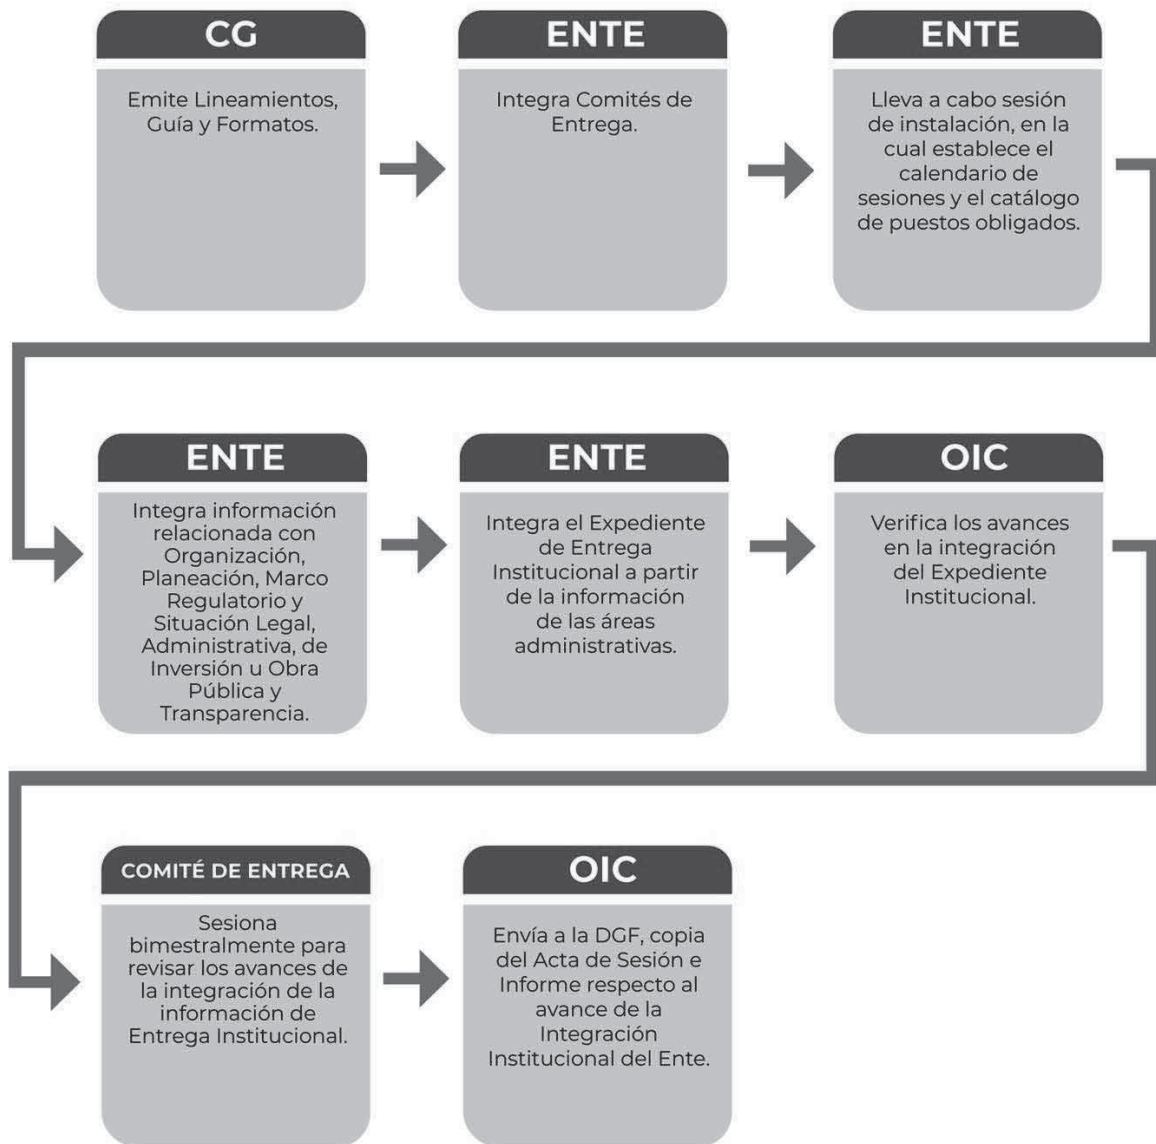 CG
Emite Lineamientos,
Guía y Formatos.
ENTE
Integra Comités de
Entrega.
ENTE
Lleva a cabo sesión
de instalación, en la
cual establece el
calendario de
sesiones y el catálogo
de puestos obligados.
ENTE
Integra información
relacionada con
Organización,
Planeación, Marco
Regulatorio y
Situación Legal,
Administrativa, de
Inversión u Obra
Pública y
Transparencia.
ENTE
Integra el Expediente
de Entrega
Institucional a partir
de la información
de las áreas
administrativas.
OIC
Verifica los avances
en la integración
del Expediente
Institucional.
COMITÉ DE ENTREGA
Sesiona
bimestralmente para
revisar los avances de
la integración de la
información de
Entrega Institucional.
OIC
Envía a la DGF, copia
del Acta de Sesión e
Informe respecto al
avance de la
Integración
Institucional del Ente.